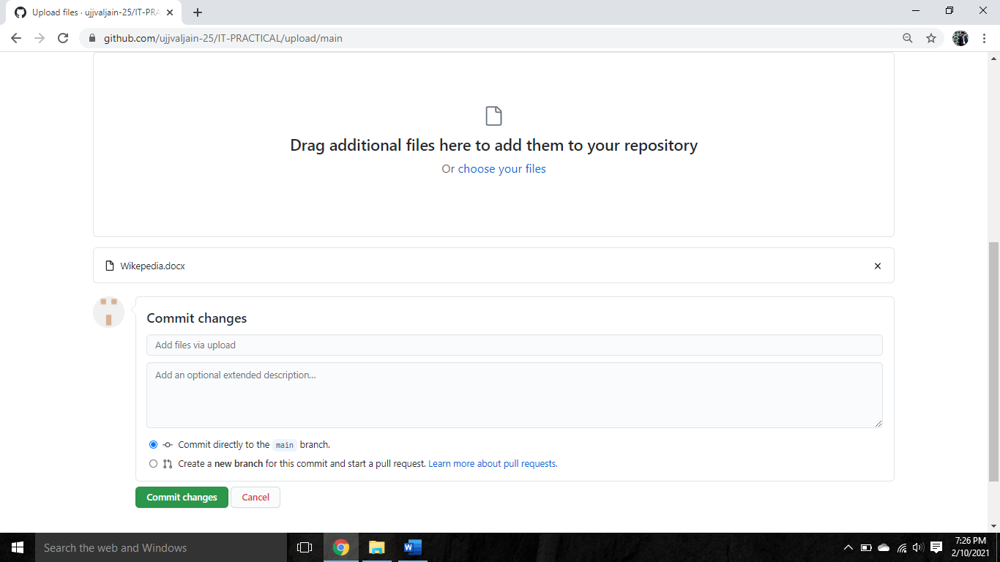 Upload files · ujjvaljain-25/IT-PRA
github.com/ujjvaljain-25/IT-PRACTICAL/upload/main
Drag additional files here to add them to your repository
Or choose your files
Wikepedia.docx
Commit changes
Add files via upload
Add an optional extended description...
Commit directly to the main branch.
Create a new branch for this commit and start a pull request. Learn more about pull requests.
Commit changes Cancel
Search the web and Windows
7:26 PM
2/10/2021